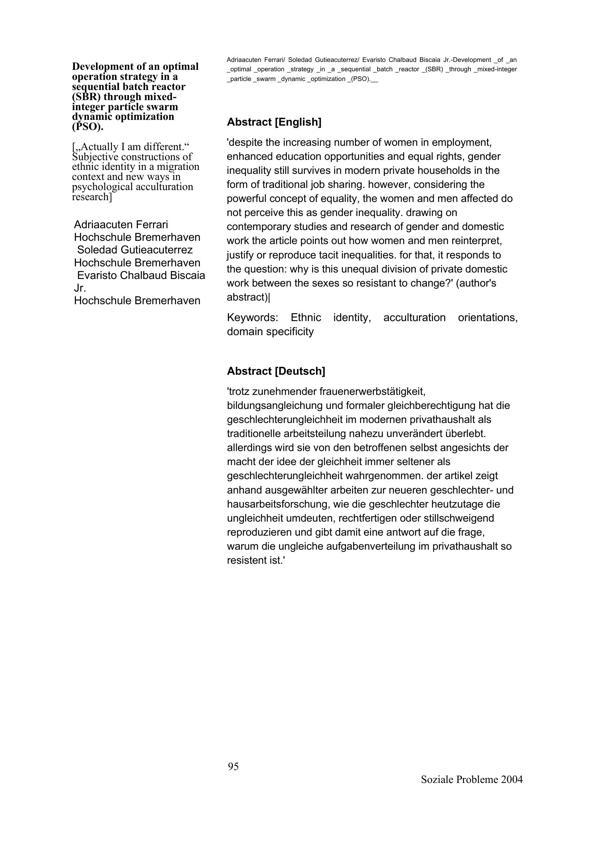 Development of an optimal
operation strategy in a
sequential batch reactor
(SBR) through mixed-
integer particle swarm
dynamic optimization
(PSO).
[„Actually I am different.“
Subjective constructions of
ethnic identity in a migration
context and new ways in
psychological acculturation
research]
Adriaacuten Ferrari
Hochschule Bremerhaven
Soledad Gutieacuterrez
Hochschule Bremerhaven
Evaristo Chalbaud Biscaia
Jr.
Hochschule Bremerhaven
Adriaacuten Ferrari/ Soledad Gutieacuterrez/ Evaristo Chalbaud Biscaia Jr.-Development _of _an
_optimal _operation _strategy _in _a _sequential _batch _reactor _(SBR) _through _mixed-integer
_particle _swarm _dynamic _optimization _(PSO).__
Abstract [English]
'despite the increasing number of women in employment,
enhanced education opportunities and equal rights, gender
inequality still survives in modern private households in the
form of traditional job sharing. however, considering the
powerful concept of equality, the women and men affected do
not perceive this as gender inequality. drawing on
contemporary studies and research of gender and domestic
work the article points out how women and men reinterpret,
justify or reproduce tacit inequalities. for that, it responds to
the question: why is this unequal division of private domestic
work between the sexes so resistant to change?' (author's
abstract)|
Keywords: Ethnic identity, acculturation orientations,
domain specificity
Abstract [Deutsch]
'trotz zunehmender frauenerwerbstätigkeit,
bildungsangleichung und formaler gleichberechtigung hat die
geschlechterungleichheit im modernen privathaushalt als
traditionelle arbeitsteilung nahezu unverändert überlebt.
allerdings wird sie von den betroffenen selbst angesichts der
macht der idee der gleichheit immer seltener als
geschlechterungleichheit wahrgenommen. der artikel zeigt
anhand ausgewählter arbeiten zur neueren geschlechter- und
hausarbeitsforschung, wie die geschlechter heutzutage die
ungleichheit umdeuten, rechtfertigen oder stillschweigend
reproduzieren und gibt damit eine antwort auf die frage,
warum die ungleiche aufgabenverteilung im privathaushalt so
resistent ist.'
95
Soziale Probleme 2004